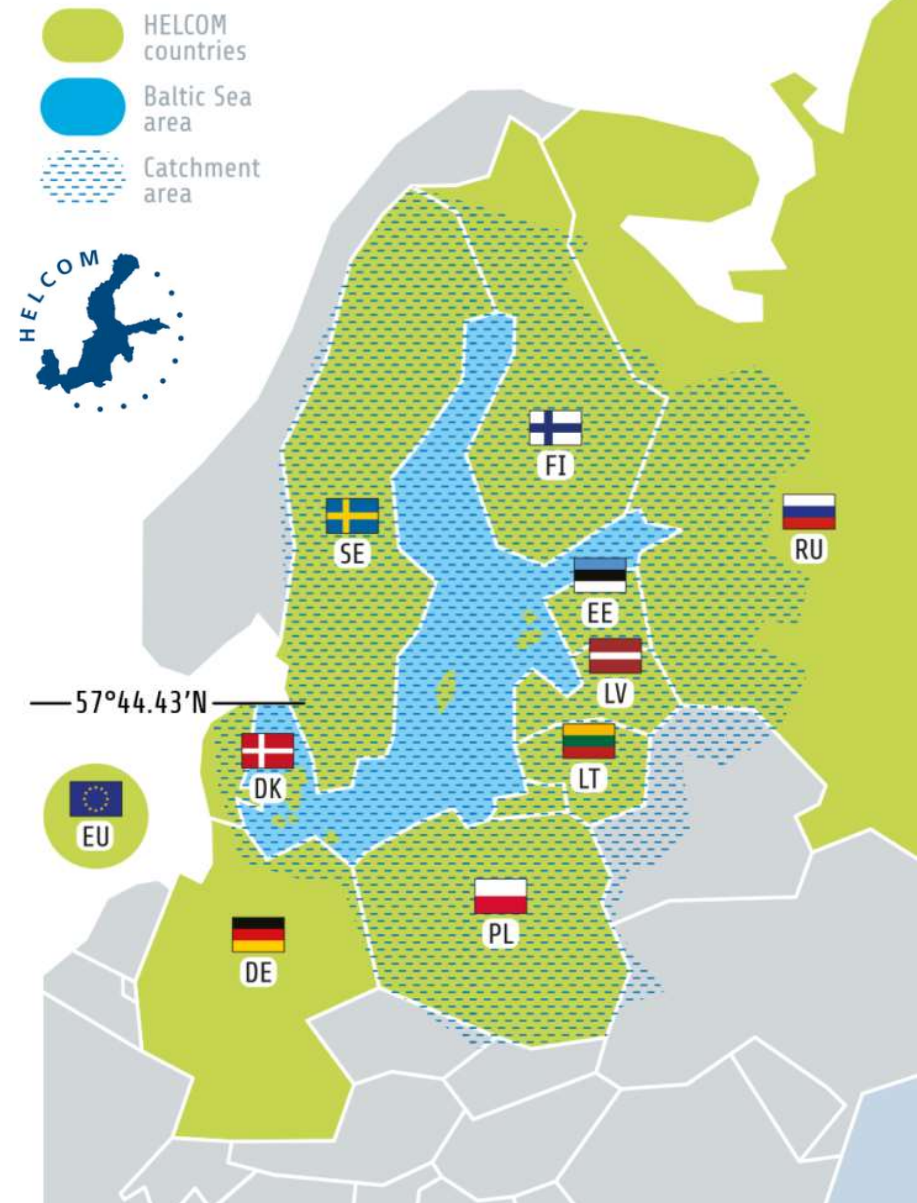 HELCOM
countries
Baltic Sea
area
Catchment
area
HELCOM
FI
SE
RU
EE
LV
57°44.43'N
LT
DK
EU
PL
DE